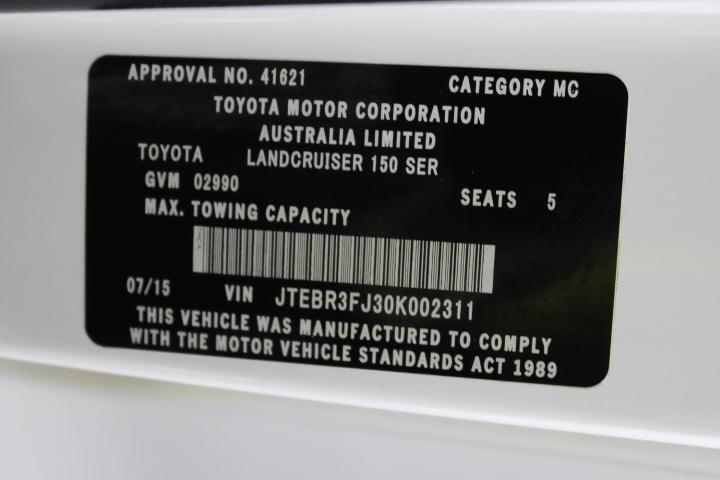 APPROVAL NO. 41621 CATEGORY MC
TOYOTA MOTOR CORPORATION
AUSTRALIA LIMITED
TOYOTA LANDCRUISER 150 SER
GVM 02990 SEATS 5
MAX. TOWING CAPACITY
TMCA
07/15 VIN JTEBR3FJ30K002311
THIS VEHICLE WAS MANUFACTURED TO COMPLY
WITH THE MOTOR VEHICLE STANDARDS ACT 1989